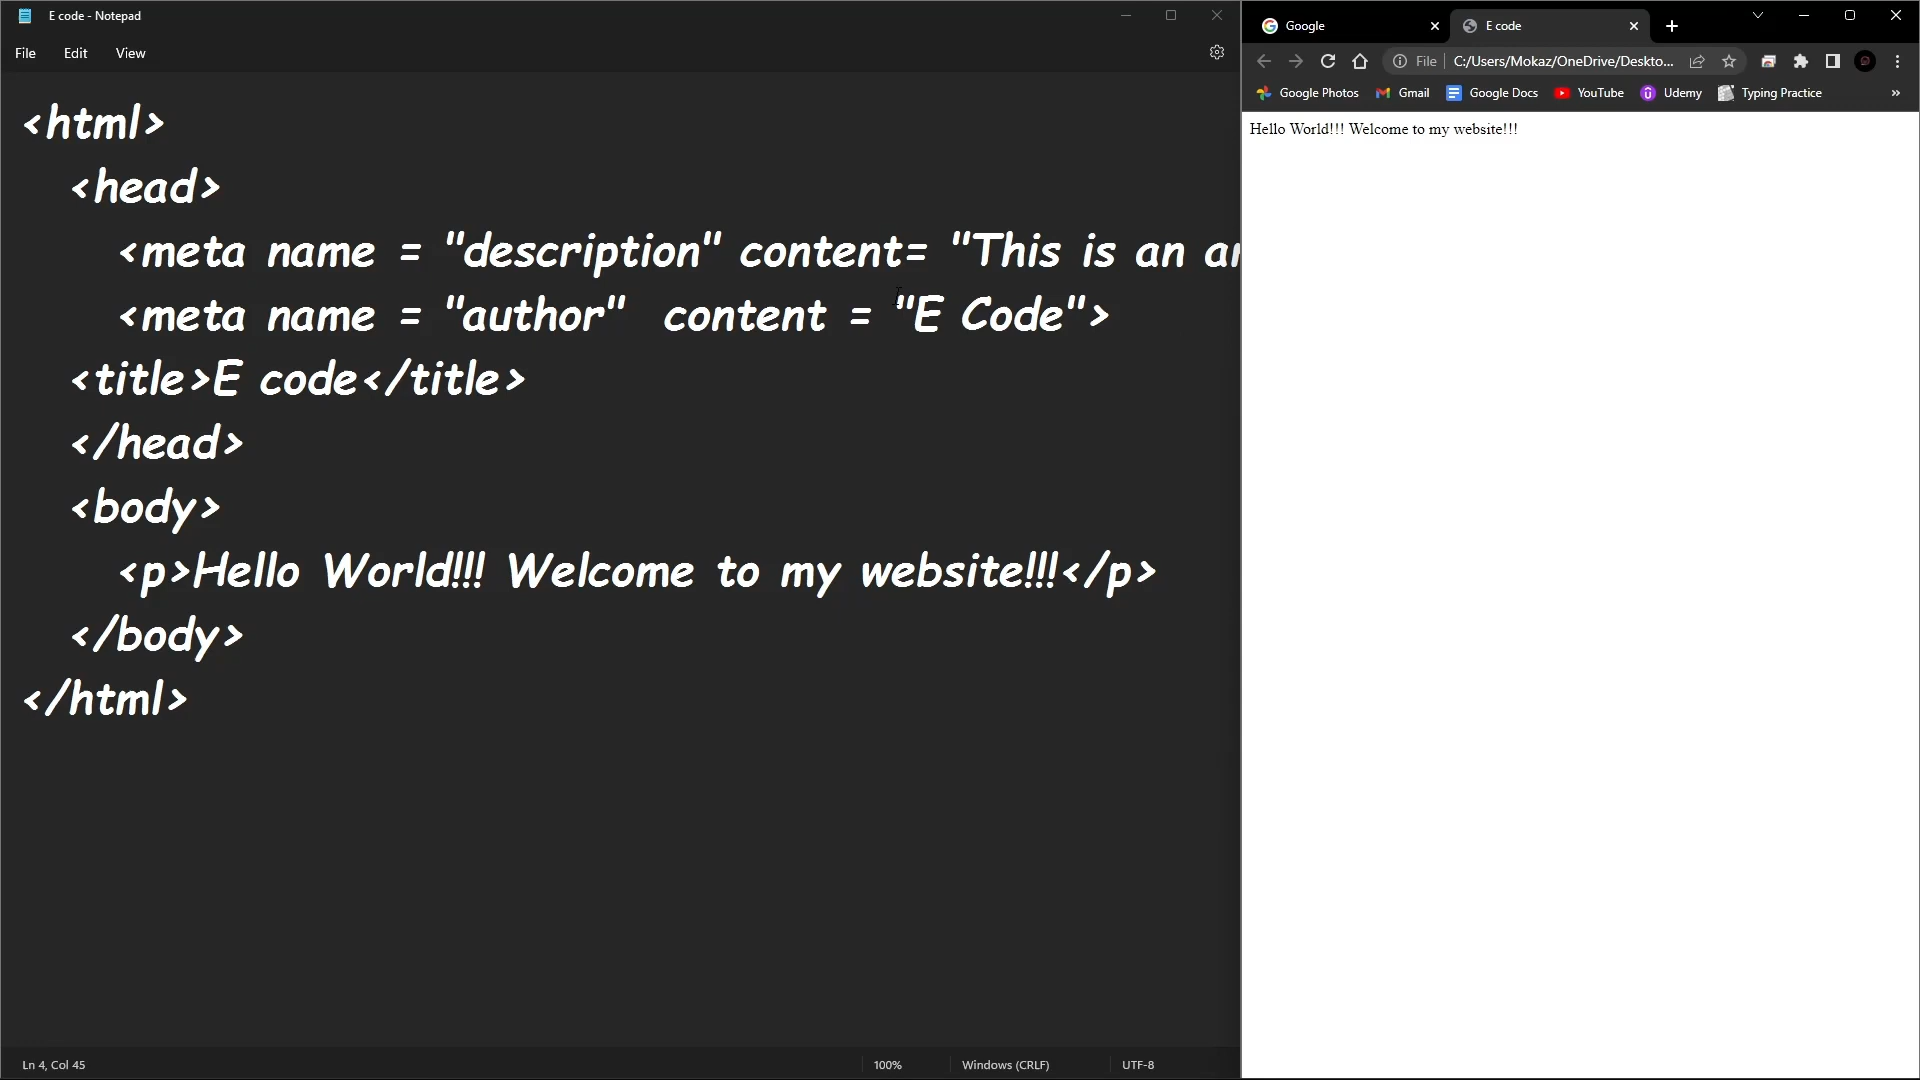 E code - Notepad
File Edit View
<html>
<head>
<meta name = "description" content= "This is an
<meta name = "author"  content = "E Code">
<title>E code</title>
</head>
<body>
<p>Hello World!!! Welcome to my website!!!</p>
</body>
</html>
Ln 4, Col 45 100% Windows (CRLF) UTF-8
Google E code
File C:/Users/Mokaz/OneDrive/Deskto...
Google Photos Gmail Google Docs YouTube Udemy Typing Practice »
Hello World!!! Welcome to my website!!!